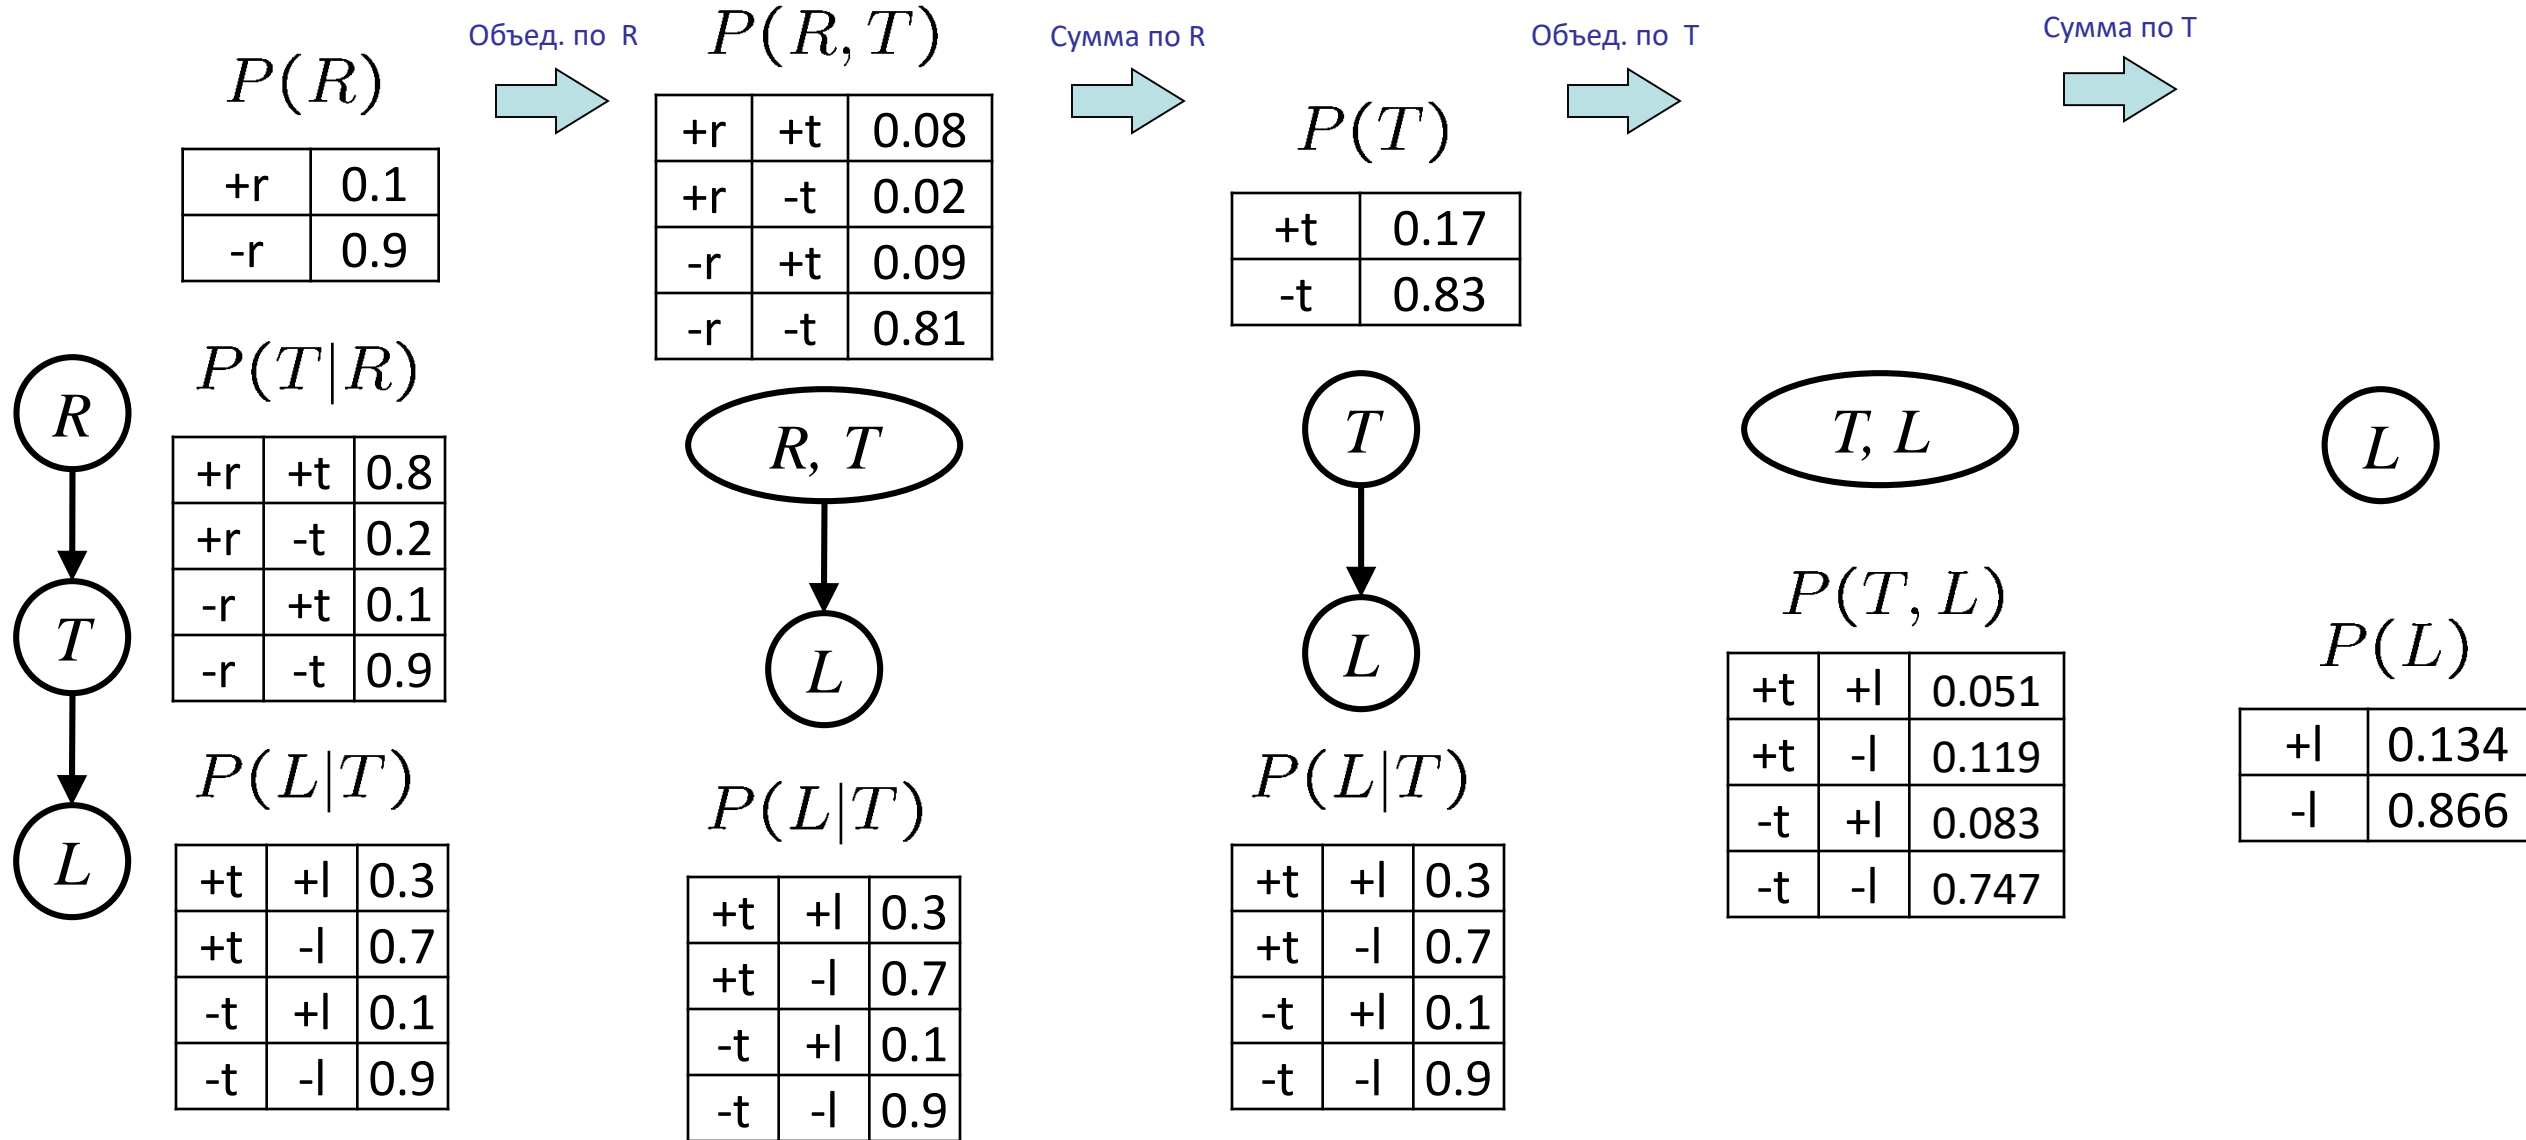 Объед. по R
Сумма по R
Объед. по T
Сумма по T
P(R)
+r 0.1
-r 0.9
P(T|R)
+r +t 0.8
+r -t 0.2
-r +t 0.1
-r -t 0.9
P(L|T)
+t +l 0.3
+t -l 0.7
-t +l 0.1
-t -l 0.9
R
T
L
P(R, T)
+r +t 0.08
+r -t 0.02
-r +t 0.09
-r -t 0.81
R, T
L
P(L|T)
+t +l 0.3
+t -l 0.7
-t +l 0.1
-t -l 0.9
P(T)
+t 0.17
-t 0.83
T
L
P(L|T)
+t +l 0.3
+t -l 0.7
-t +l 0.1
-t -l 0.9
T, L
P(T, L)
+t +l 0.051
+t -l 0.119
-t +l 0.083
-t -l 0.747
L
P(L)
+l 0.134
-l 0.866